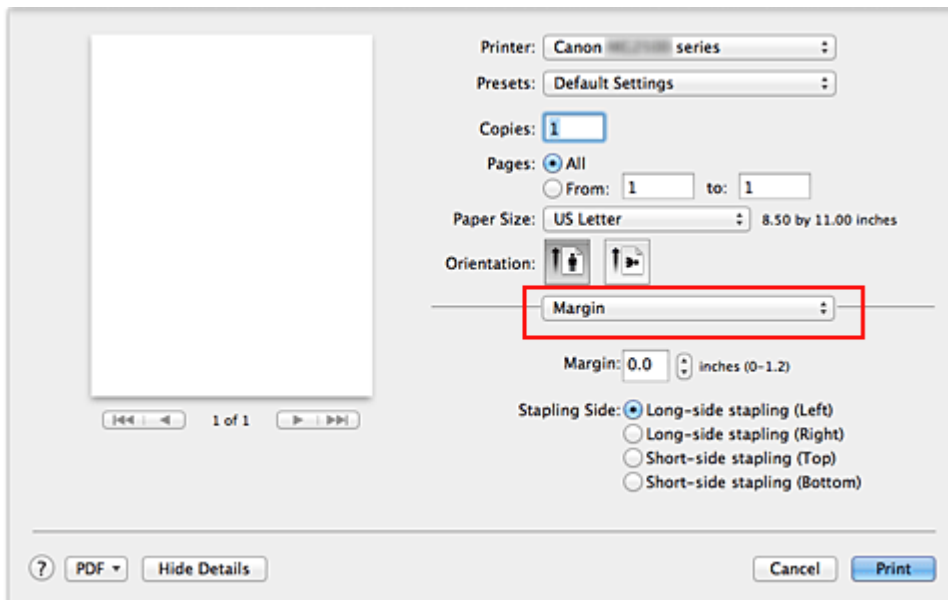 Printer: Canon series
Presets: Default Settings
Copies: 1
Pages: All
From: 1 to: 1
Paper Size: US Letter 8.50 by 11.00 inches
Orientation:
Margin
Margin: 0.0 inches (0-1.2)
1 of 1
Stapling Side: Long-side stapling (Left)
Long-side stapling (Right)
Short-side stapling (Top)
Short-side stapling (Bottom)
? PDF Hide Details Cancel Print